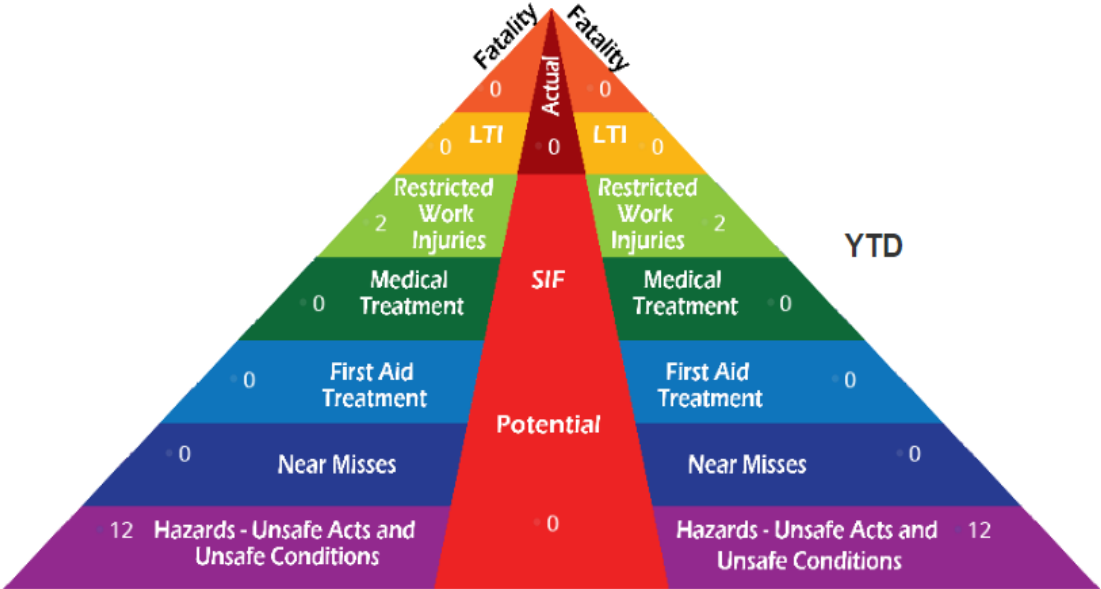 Fatality
Fatality
0
Actual
0
0
LTI
0
LTI
0
Restricted
Work
Injuries
2
Restricted
Work
Injuries
2
YTD
0
Medical
Treatment
SIF
Medical
Treatment
0
0
First Aid
Treatment
First Aid
Treatment
0
Potential
0
Near Misses
Near Misses
0
12
Hazards - Unsafe Acts and
Unsafe Conditions
0
Hazards - Unsafe Acts and
Unsafe Conditions
12